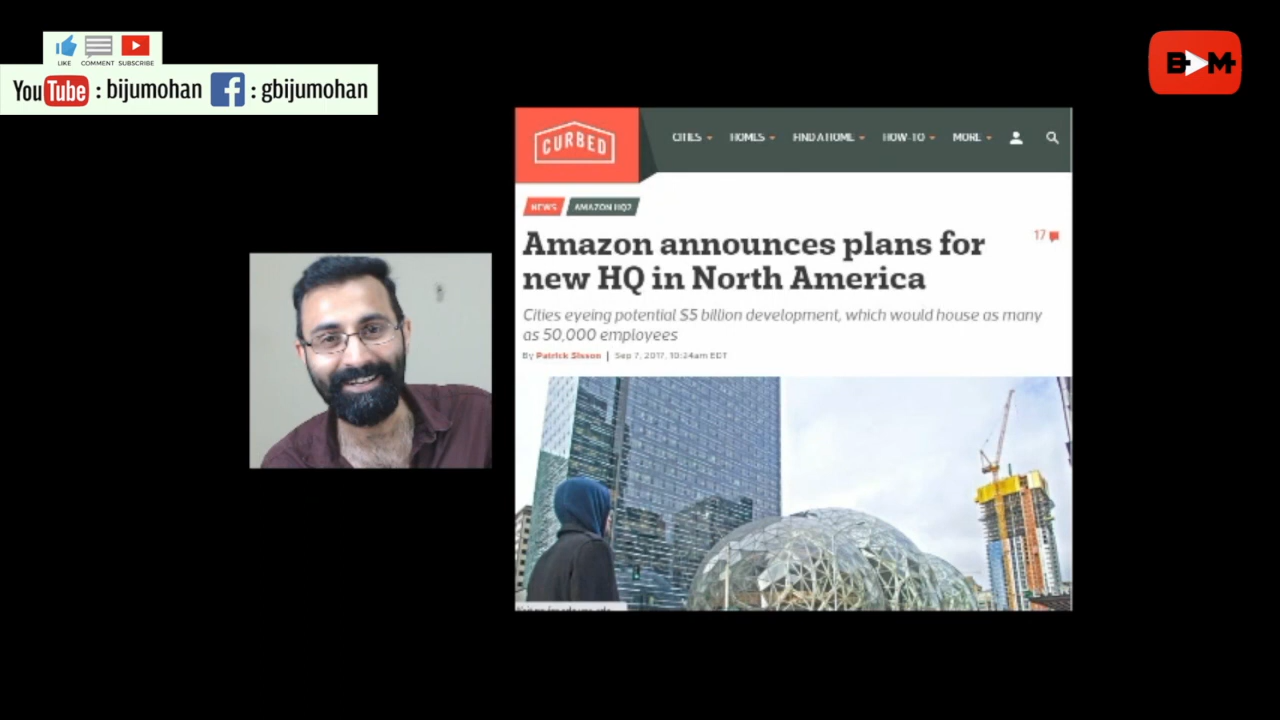 LIKE COMMENT SUBSCRIBE
YouTube : bijumohan f : gbijumohan
B M
CURBED
CITIES HOMES FIND A HOME HOW-TO MORE
NEWS AMAZON HQ2
Amazon announces plans for
new HQ in North America
17
Cities eyeing potential $5 billion development, which would house as many
as 50,000 employees
By Patrick Sisson | Sep 7, 2017, 10:24am EDT